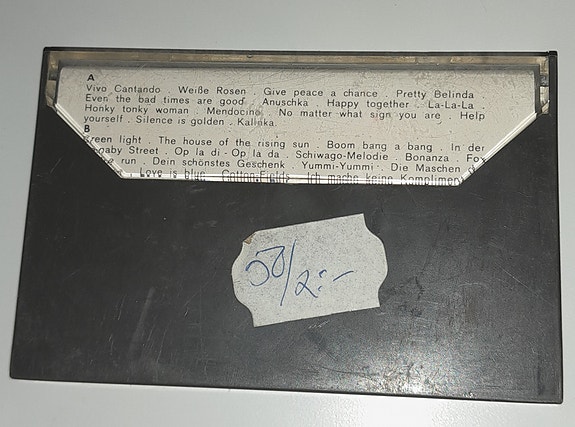 A
Vivo Cantando . Weiße Rosen . Give peace a chance . Pretty Belinda
Even the bad times are good . Anuschka . Happy together . La-La-La .
Honky tonky woman . Mendocino . No matter what sign you are . Help
yourself . Silence is golden . Kalinka.
B
Green light . The house of the rising sun . Boom bang a bang . In der
Street . Op la di - Op la da . Schiwago-Melodie . Bonanza . Fox
run . Dein schönstes Geschenk . Yummi-Yummi . Die Maschen
Love is blue . Cotton-Fields . Ich mache keine Kompliment
50/2:-